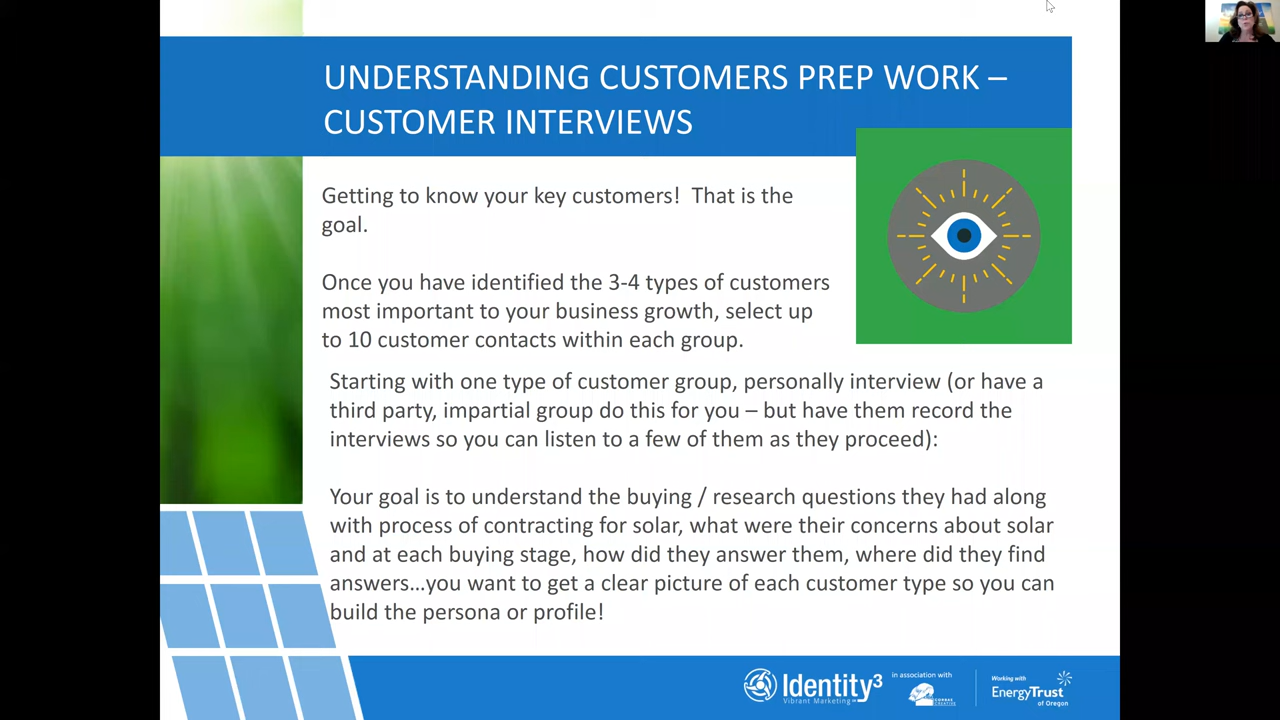 UNDERSTANDING CUSTOMERS PREP WORK –
CUSTOMER INTERVIEWS
Getting to know your key customers!  That is the
goal.
Once you have identified the 3-4 types of customers
most important to your business growth, select up
to 10 customer contacts within each group.
Starting with one type of customer group, personally interview (or have a
third party, impartial group do this for you – but have them record the
interviews so you can listen to a few of them as they proceed):
Your goal is to understand the buying / research questions they had along
with process of contracting for solar, what were their concerns about solar
and at each buying stage, how did they answer them, where did they find
answers…you want to get a clear picture of each customer type so you can
build the persona or profile!
Identity3
Vibrant Marketing
in association with
Working with
EnergyTrust
of Oregon